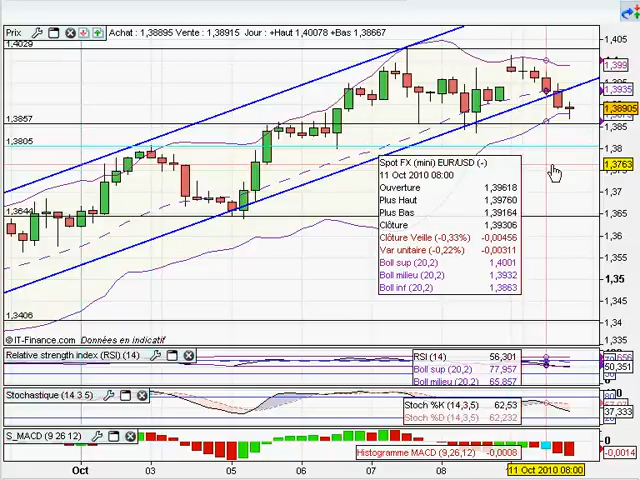 Prix Achat : 1,38895 Vente : 1,38915 Jour : +Haut 1,40078 +Bas 1,38667
1,405
1,4029
1,399
1,395
1,3935
1,38905
1,3857
1,3805
1,38
1,3763
Spot FX (mini) EUR/USD (-)
11 Oct 2010 08:00
Ouverture 1,39618
Plus Haut 1,39760
Plus Bas 1,39164
Clôture 1,39306
Clôture Veille (-0,33%) -0,00456
Var unitaire (-0,22%) -0,00311
Boll sup (20,2) 1,4001
Boll milieu (20,2) 1,3932
Boll inf (20,2) 1,3863
1,37
1,365
1,3644
1,36
1,355
1,35
1,345
1,34
1,3406
1,335
© IT-Finance.com Données en indicatif
Relative strength index (RSI) (14)
RSI (14) 56,301
Boll sup (20,2) 77,957
Boll milieu (20,2) 65,857
50,351
Stochastique (14,3,5)
Stoch %K (14,3,5) 62,53
Stoch %D (14,3,5) 62,232
80
37,333
S_MACD (9 26 12)
Histogramme MACD (9,26,12) -0,0008
0
-0,0014
Oct 03 05 06 07 08 11 Oct 2010 08:00